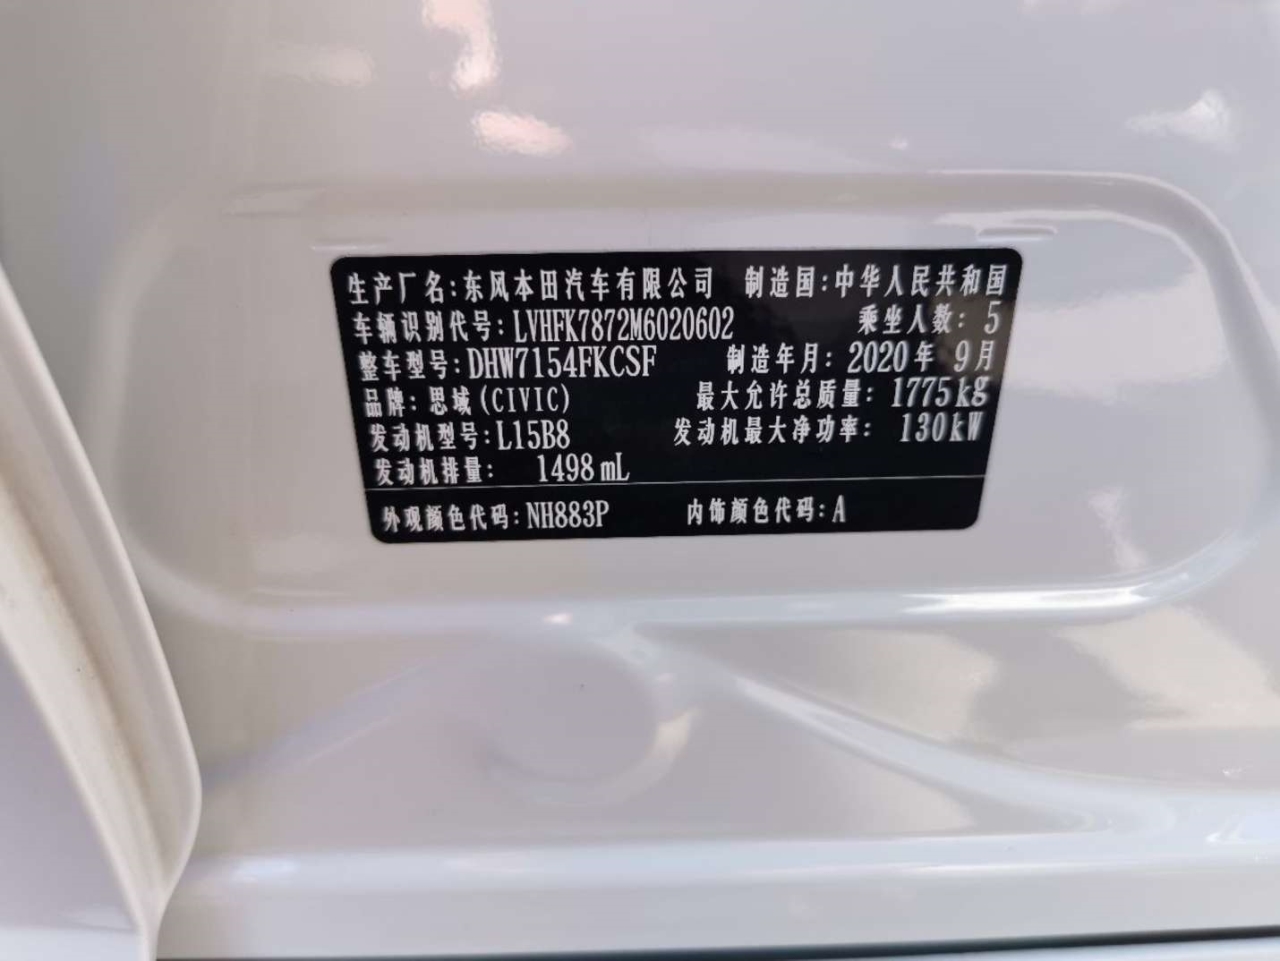 生产厂名:东风本田汽车有限公司 制造国:中华人民共和国
车辆识别代号:LVHFK7872M6020602 乘坐人数: 5
整车型号:DHW7154FKCSF 制造年月: 2020年 9月
品牌: 思域(CIVIC) 最大允许总质量: 1775kg
发动机型号:L15B8 发动机最大净功率: 130kW
发动机排量: 1498mL
外观颜色代码:NH883P 内饰颜色代码:A